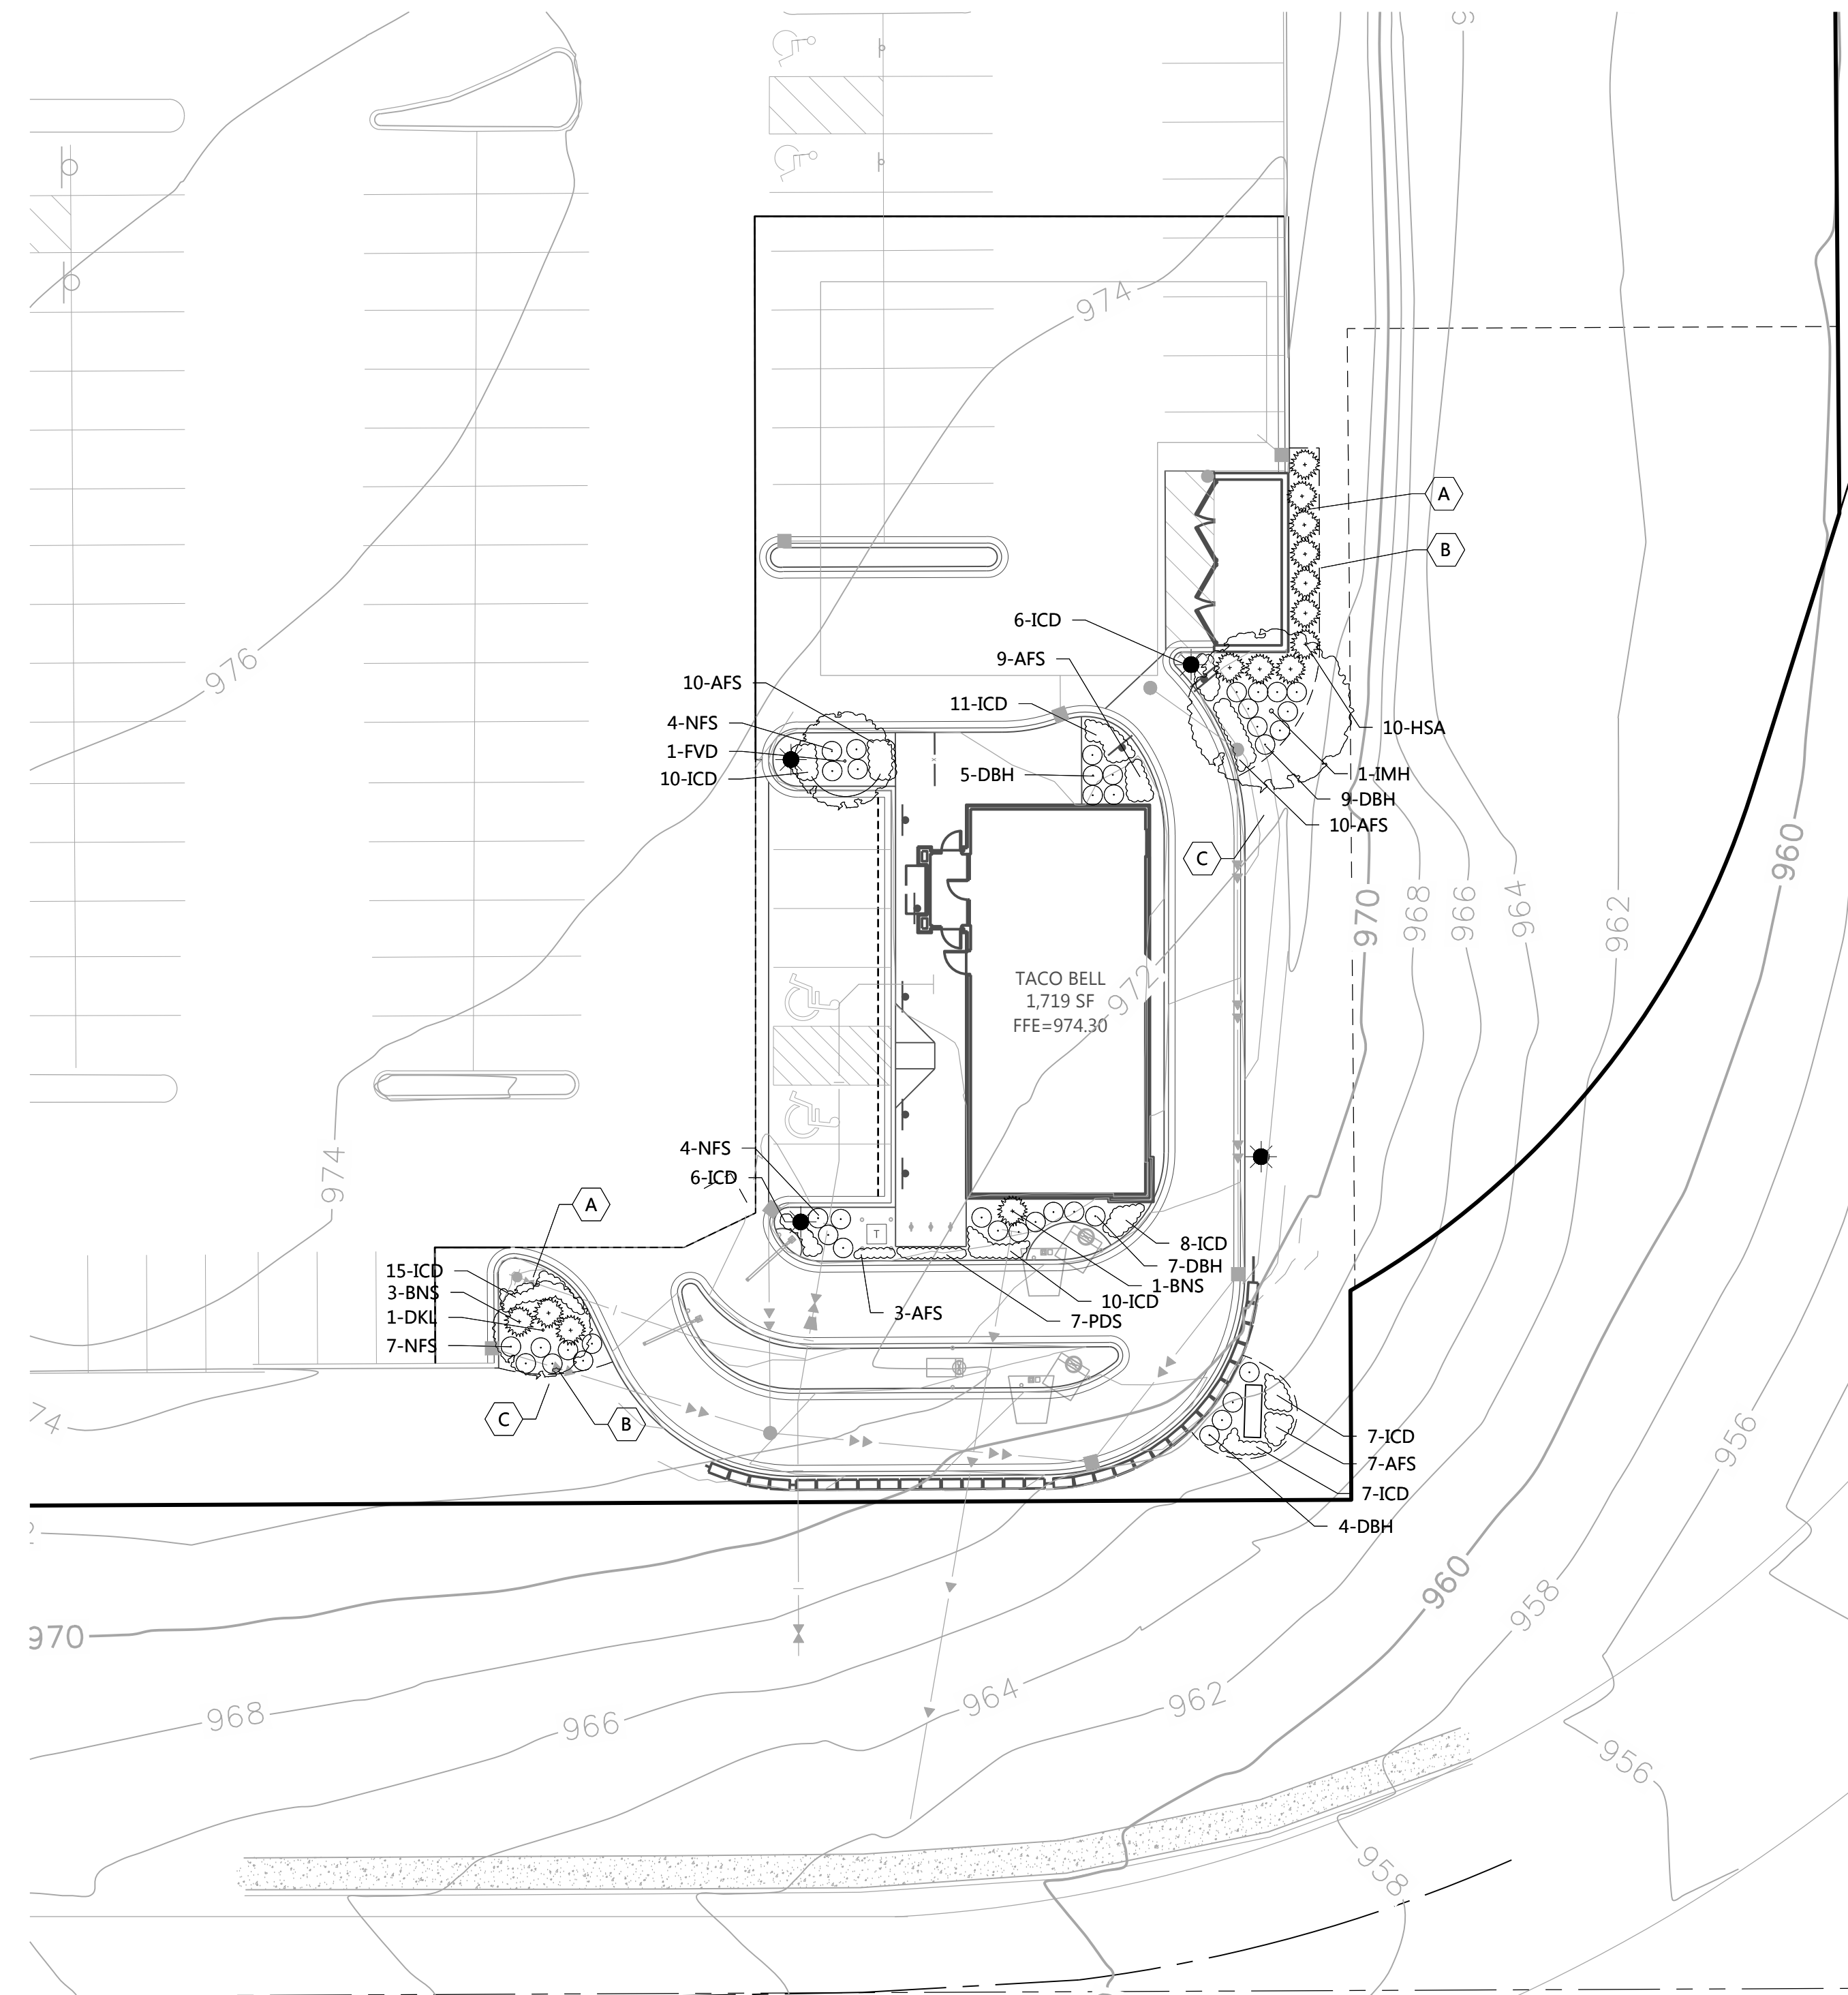 974
A
B
6-ICD
9-AFS
976
10-AFS
11-ICD
4-NFS
10-HSA
1-FVD
10-ICD
5-DBH
1-IMH
9-DBH
10-AFS
C
960
970
968
966
964
962
TACO BELL
1,719 SF
FFE=974.30
972
4-NFS
974
6-ICD
A
T
8-ICD
15-ICD
7-DBH
3-BNS
1-BNS
10-ICD
1-DKL
3-AFS
7-PDS
7-NFS
74
C
B
7-ICD
956
7-AFS
7-ICD
4-DBH
960
958
970
964
962
968
966
956
958